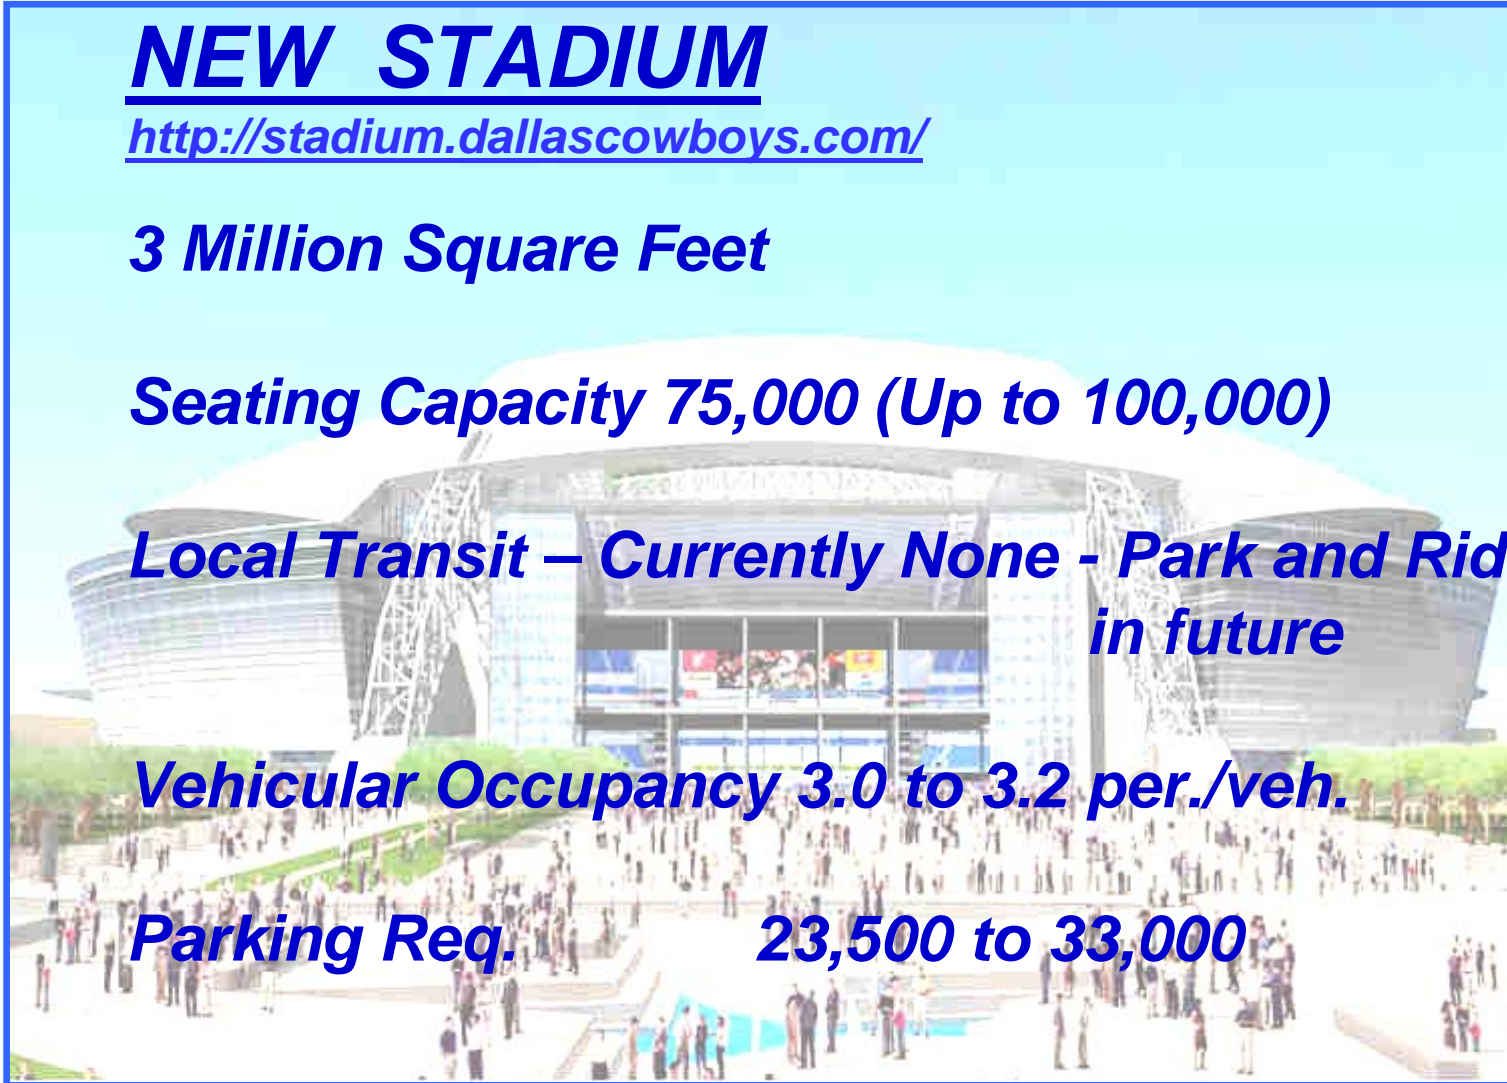 NEW STADIUM
http://stadium.dallascowboys.com/
3 Million Square Feet
Seating Capacity 75,000 (Up to 100,000)
Local Transit – Currently None - Park and Rid
in future
Vehicular Occupancy 3.0 to 3.2 per./veh.
Parking Req. 23,500 to 33,000